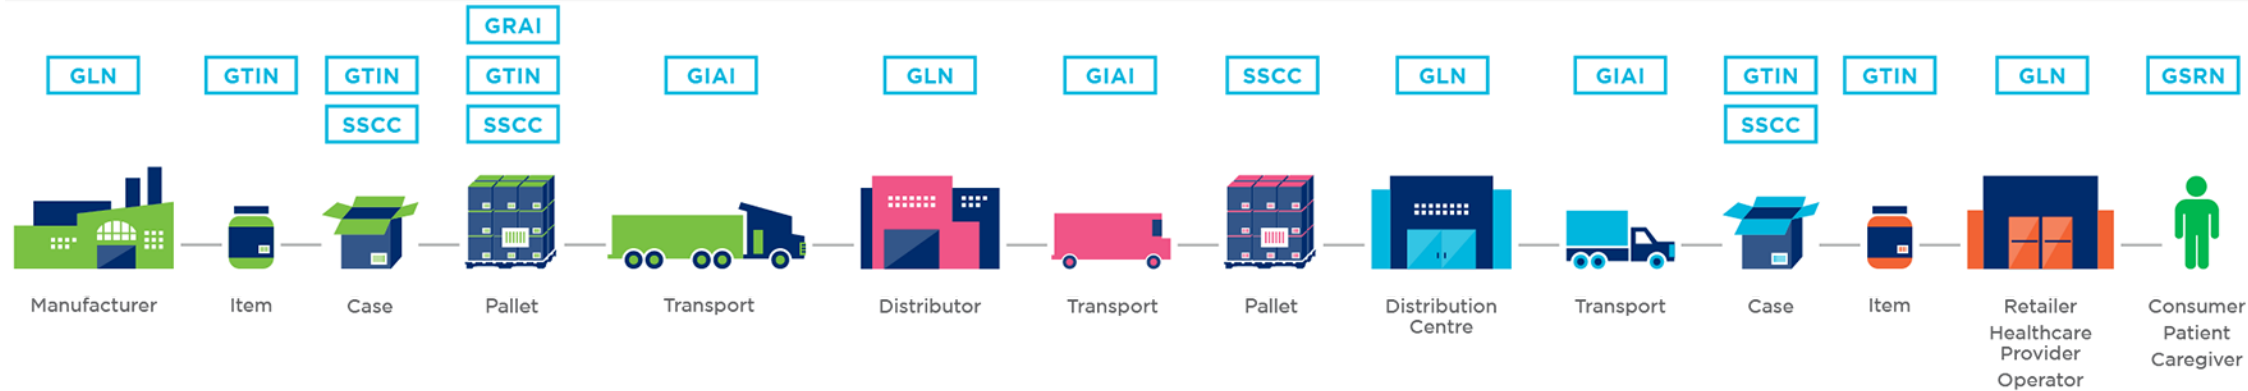 GRAI
GLN GTIN GTIN GTIN GIAI GLN GIAI SSCC GLN GIAI GTIN GTIN GLN GSRN
SSCC SSCC SSCC
Manufacturer Item Case Pallet Transport Distributor Transport Pallet Distribution Transport Case Item Retailer Consumer
Centre
Healthcare Patient
Provider
Caregiver
Operator